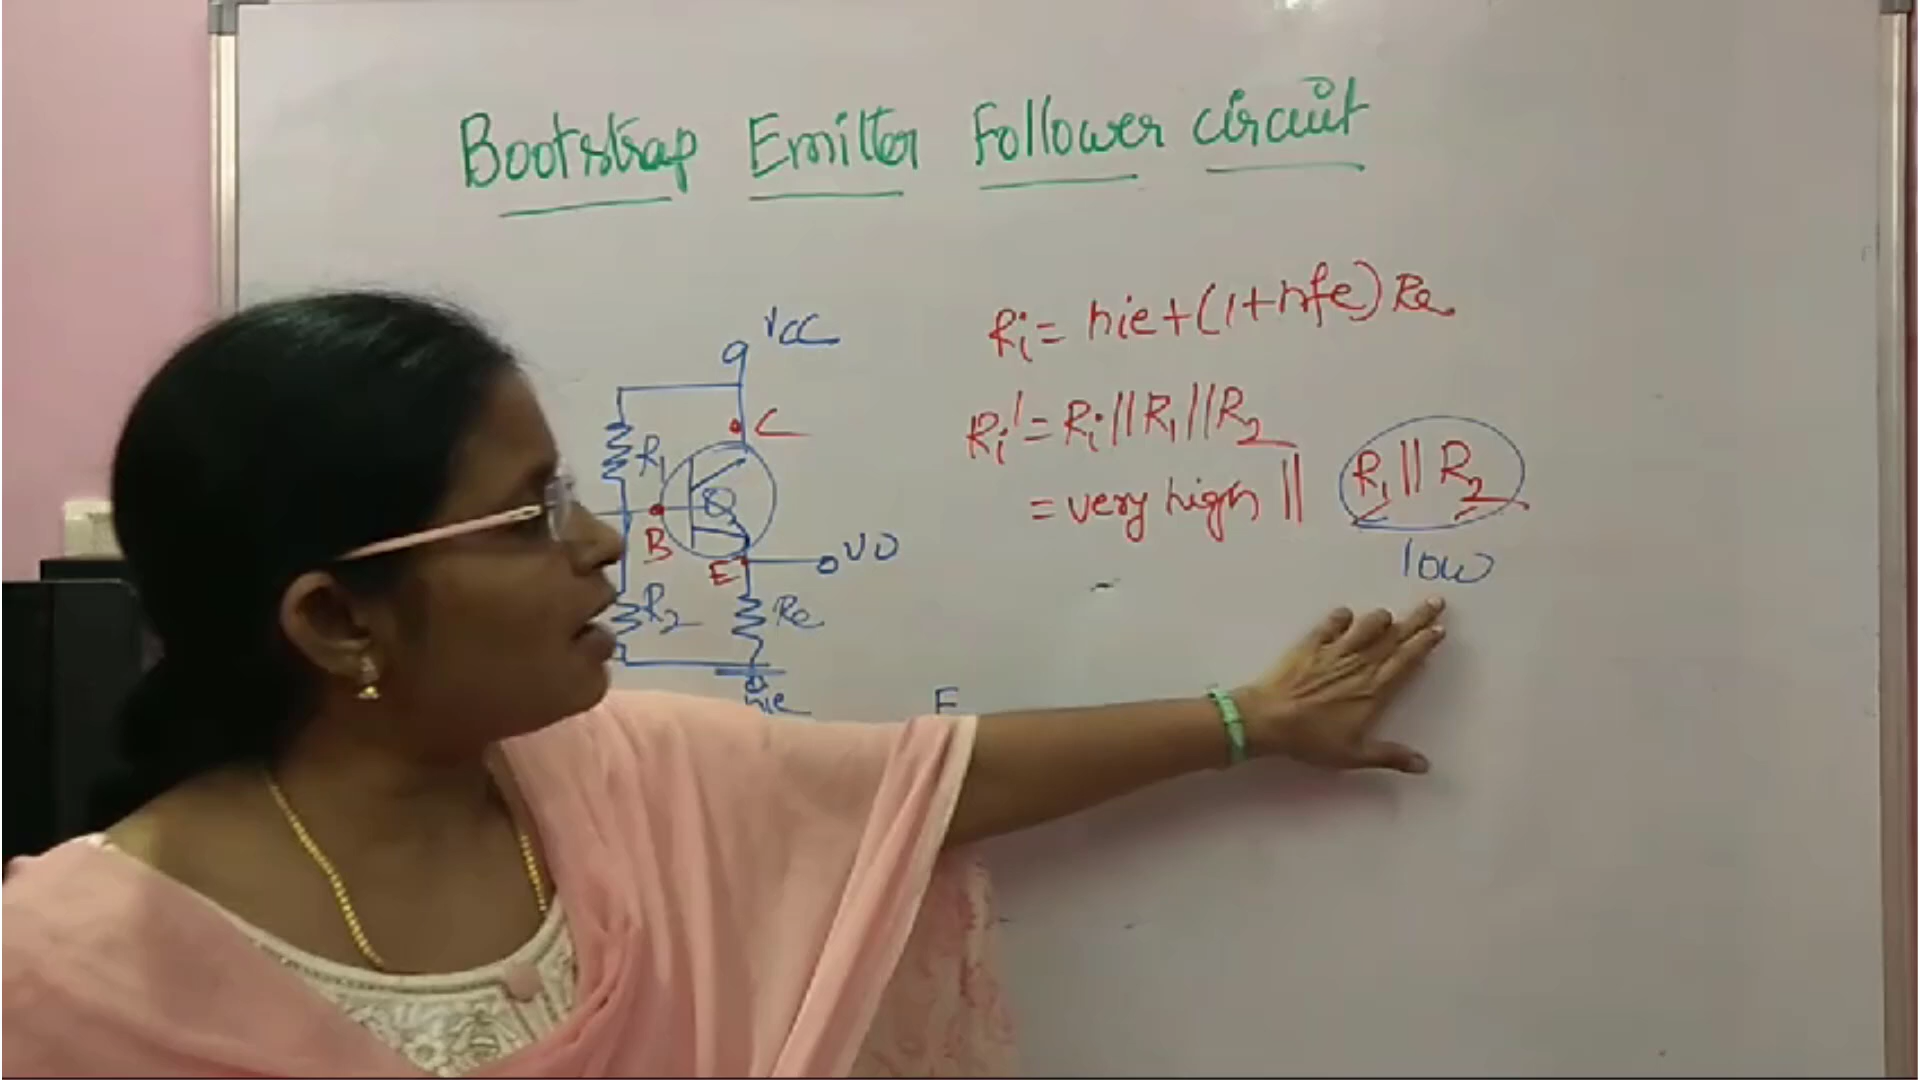 Bootstrap Emitter Follower circuit
VCC
C
R1
Q
B
E
VO
R2
Re
hie
E
Ri = hie+(1+hfe) Re
Ri' = Ri || R1 || R2
= very high || R1 || R2
low